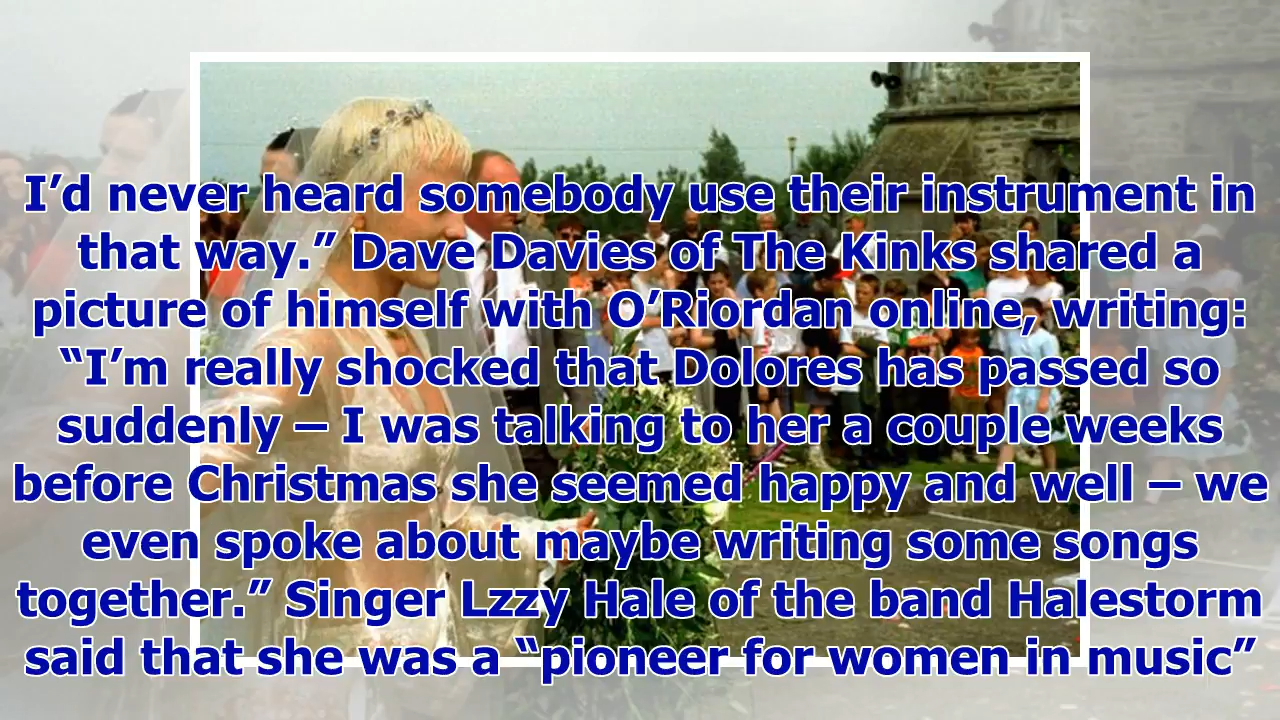 I’d never heard somebody use their instrument in
that way.” Dave Davies of The Kinks shared a
picture of himself with O’Riordan online, writing:
“I’m really shocked that Dolores has passed so
suddenly – I was talking to her a couple weeks
before Christmas she seemed happy and well – we
even spoke about maybe writing some songs
together.” Singer Lzzy Hale of the band Halestorm
said that she was a “pioneer for women in music”